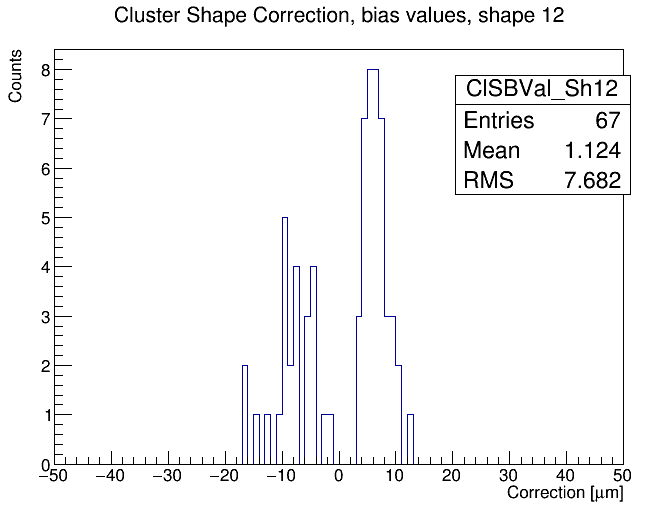 Cluster Shape Correction, bias values, shape 12
Counts
ClSBVal_Sh12
Entries 67
Mean 1.124
RMS 7.682
8
7
6
5
4
3
2
1
0
−50 −40 −30 −20 −10 0 10 20 30 40 50
Correction [μm]